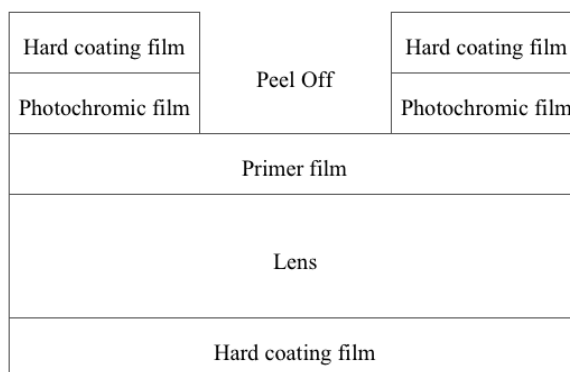 Hard coating film
Hard coating film
Peel Off
Photochromic film
Photochromic film
Primer film
Lens
Hard coating film